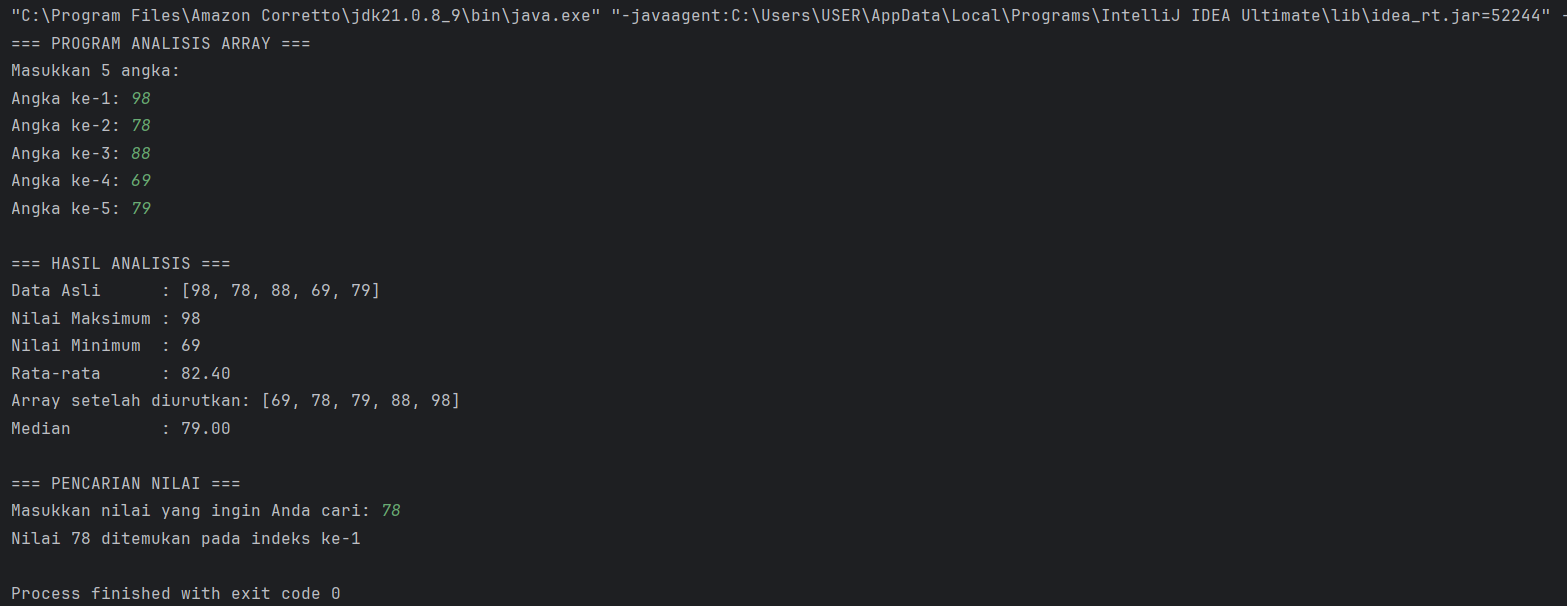 "C:\Program Files\Amazon Corretto\jdk21.0.8_9\bin\java.exe" "-javaagent:C:\Users\USER\AppData\Local\Programs\IntelliJ IDEA Ultimate\lib\idea_rt.jar=52244" -
=== PROGRAM ANALISIS ARRAY ===
Masukkan 5 angka:
Angka ke-1: 98
Angka ke-2: 78
Angka ke-3: 88
Angka ke-4: 69
Angka ke-5: 79
=== HASIL ANALISIS ===
Data Asli      : [98, 78, 88, 69, 79]
Nilai Maksimum : 98
Nilai Minimum  : 69
Rata-rata      : 82.40
Array setelah diurutkan: [69, 78, 79, 88, 98]
Median         : 79.00
=== PENCARIAN NILAI ===
Masukkan nilai yang ingin Anda cari: 78
Nilai 78 ditemukan pada indeks ke-1
Process finished with exit code 0